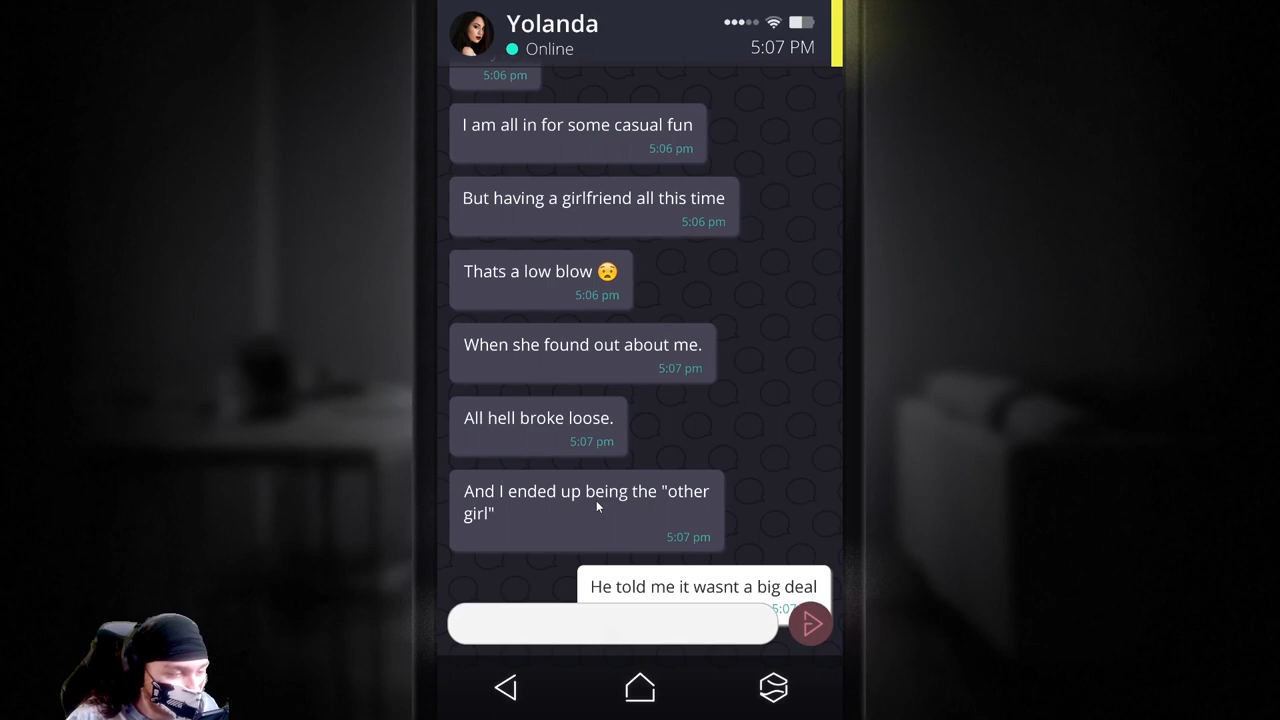 Yolanda
Online
5:07 PM
5:06 pm
I am all in for some casual fun
5:06 pm
But having a girlfriend all this time
5:06 pm
Thats a low blow 😟
5:06 pm
When she found out about me.
5:07 pm
All hell broke loose.
5:07 pm
And I ended up being the "other
girl"
5:07 pm
He told me it wasnt a big deal
5:07